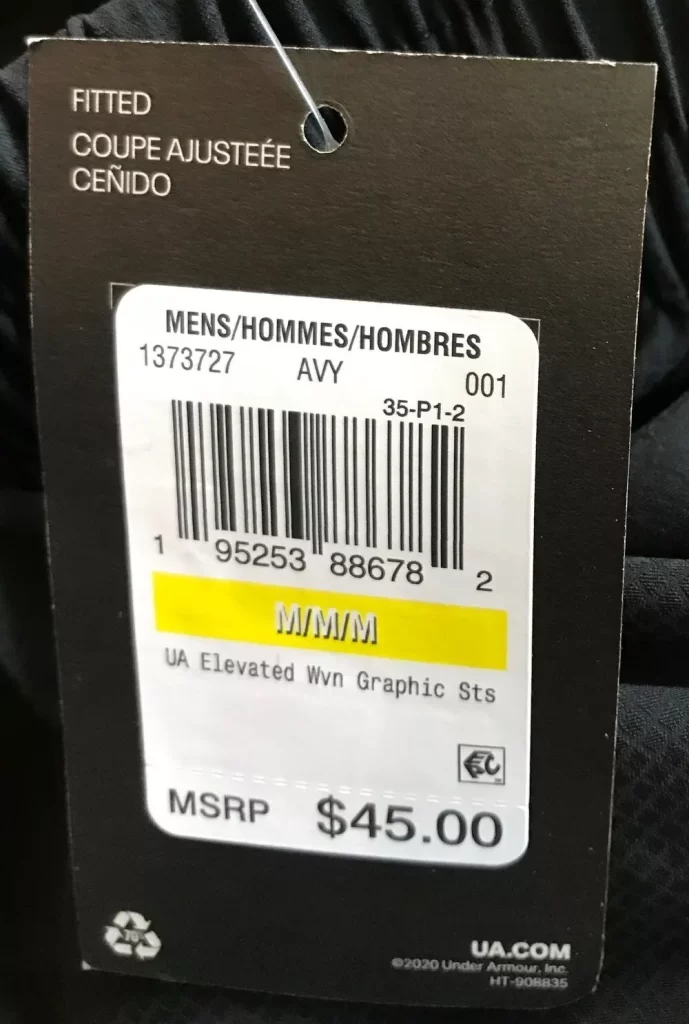 FITTED
COUPE AJUSTEÉE
CEÑIDO
MENS/HOMMES/HOMBRES
1373727 AVY 001
35-P1-2
1 95253 88678 2
M/M/M
UA Elevated Wvn Graphic Sts
MSRP $45.00
UA.COM
©2020 Under Armour, Inc.
HT-908835